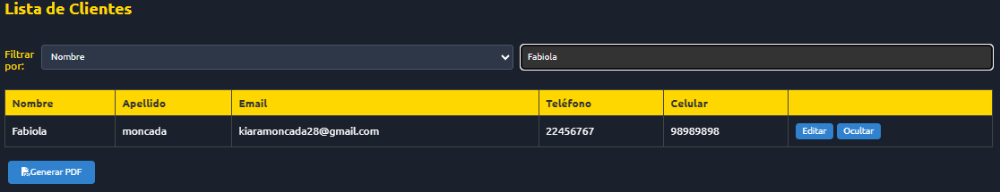 Lista de Clientes
Filtrar por:
Nombre
Fabiola
Nombre Apellido Email Teléfono Celular
Fabiola moncada kiaramoncada28@gmail.com 22456767 98989898 Editar Ocultar
Generar PDF